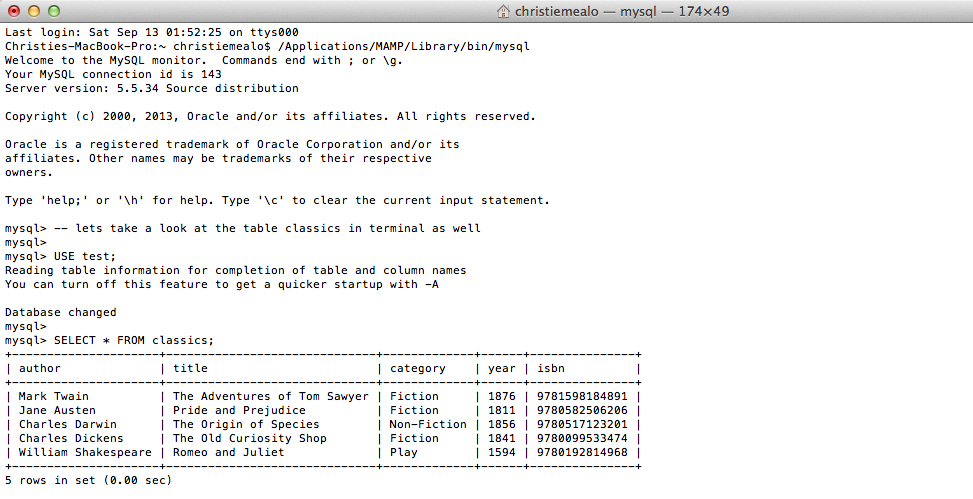 christiemealo — mysql — 174×49
Last login: Sat Sep 13 01:52:25 on ttys000
Christies-MacBook-Pro:~ christiemealo$ /Applications/MAMP/Library/bin/mysql
Welcome to the MySQL monitor.  Commands end with ; or \g.
Your MySQL connection id is 143
Server version: 5.5.34 Source distribution

Copyright (c) 2000, 2013, Oracle and/or its affiliates. All rights reserved.

Oracle is a registered trademark of Oracle Corporation and/or its
affiliates. Other names may be trademarks of their respective
owners.

Type 'help;' or '\h' for help. Type '\c' to clear the current input statement.

mysql> -- lets take a look at the table classics in terminal as well
mysql>
mysql> USE test;
Reading table information for completion of table and column names
You can turn off this feature to get a quicker startup with -A

Database changed
mysql>
mysql> SELECT * FROM classics;
+---------------------+------------------------------+-------------+------+---------------+
| author              | title                        | category    | year | isbn          |
+---------------------+------------------------------+-------------+------+---------------+
| Mark Twain          | The Adventures of Tom Sawyer | Fiction     | 1876 | 9781598184891 |
| Jane Austen         | Pride and Prejudice          | Fiction     | 1811 | 9780582506206 |
| Charles Darwin      | The Origin of Species        | Non-Fiction | 1856 | 9780517123201 |
| Charles Dickens     | The Old Curiosity Shop       | Fiction     | 1841 | 9780099533474 |
| William Shakespeare | Romeo and Juliet             | Play        | 1594 | 9780192814968 |
+---------------------+------------------------------+-------------+------+---------------+
5 rows in set (0.00 sec)